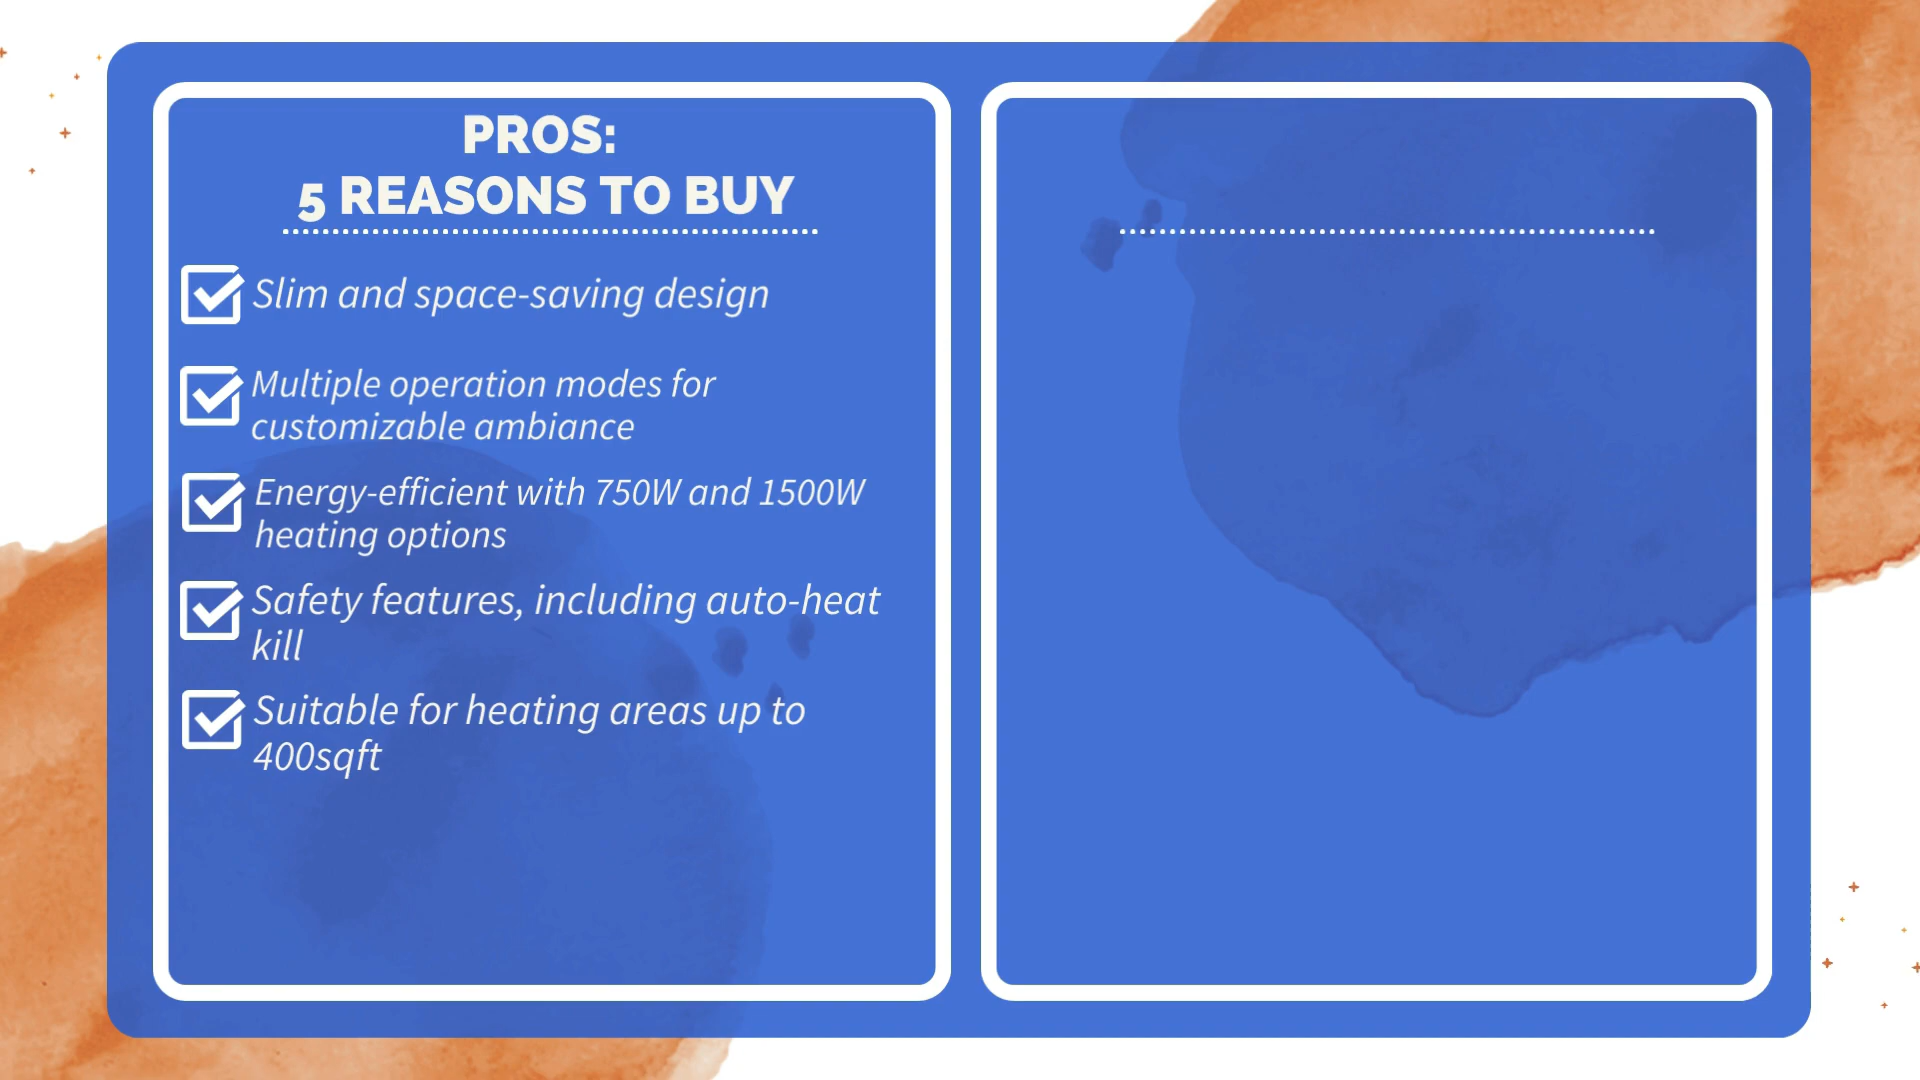 PROS:
5 REASONS TO BUY
Slim and space-saving design
Multiple operation modes for
customizable ambiance
Energy-efficient with 750W and 1500W
heating options
Safety features, including auto-heat
kill
Suitable for heating areas up to
400sqft